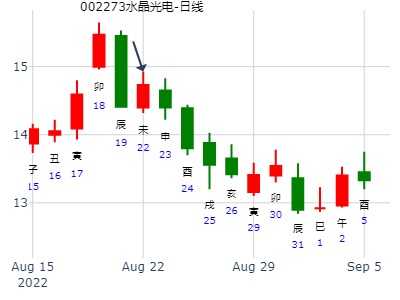 002273水晶光电-日线
15
14
13
子
15
丑
16
寅
17
卯
18
辰
19
未
22
申
23
酉
24
戌
25
亥
26
寅
29
卯
30
辰
31
巳
1
午
2
酉
5
Aug 15
2022
Aug 22
Aug 29
Sep 5